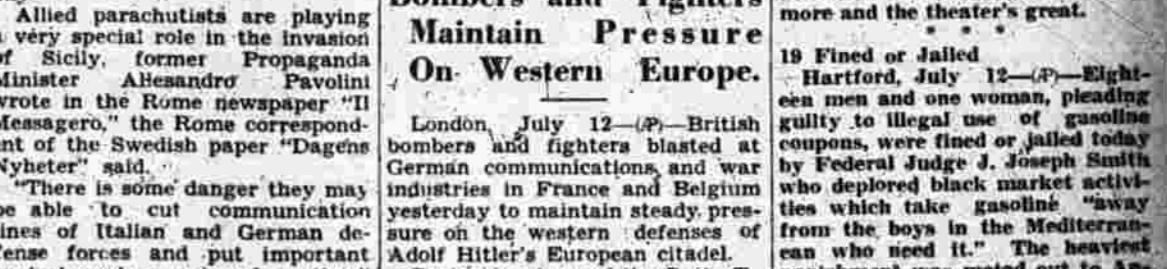 Allied parachutists are playing
very special role in the invasion
of Sicily, former Propaganda
Minister Allesandro Pavolini
wrote in the Rome newspaper "Il
Messagero," the Rome correspond-
ent of the Swedish paper "Dagens
Nyheter" said.
"There is some danger they may
be able to cut communication
lines of Italian and German de-
fense forces and put important
Bombers and Fighters
Maintain Pressure
On Western Europe.
London, July 12—(AP)—British
bombers and fighters blasted at
German communications and war
industries in France and Belgium
yesterday to maintain steady pres-
sure on the western defenses of
Adolf Hitler's European citadel.
more and the theater's great.
* * *
19 Fined or Jailed
Hartford, July 12—(AP)—Eight-
een men and one woman, pleading
guilty to illegal use of gasoline
coupons, were fined or jailed today
by Federal Judge J. Joseph Smith
who deplored black market activi-
ties which take gasoline "away
from the boys in the Mediterran-
ean who need it." The heaviest